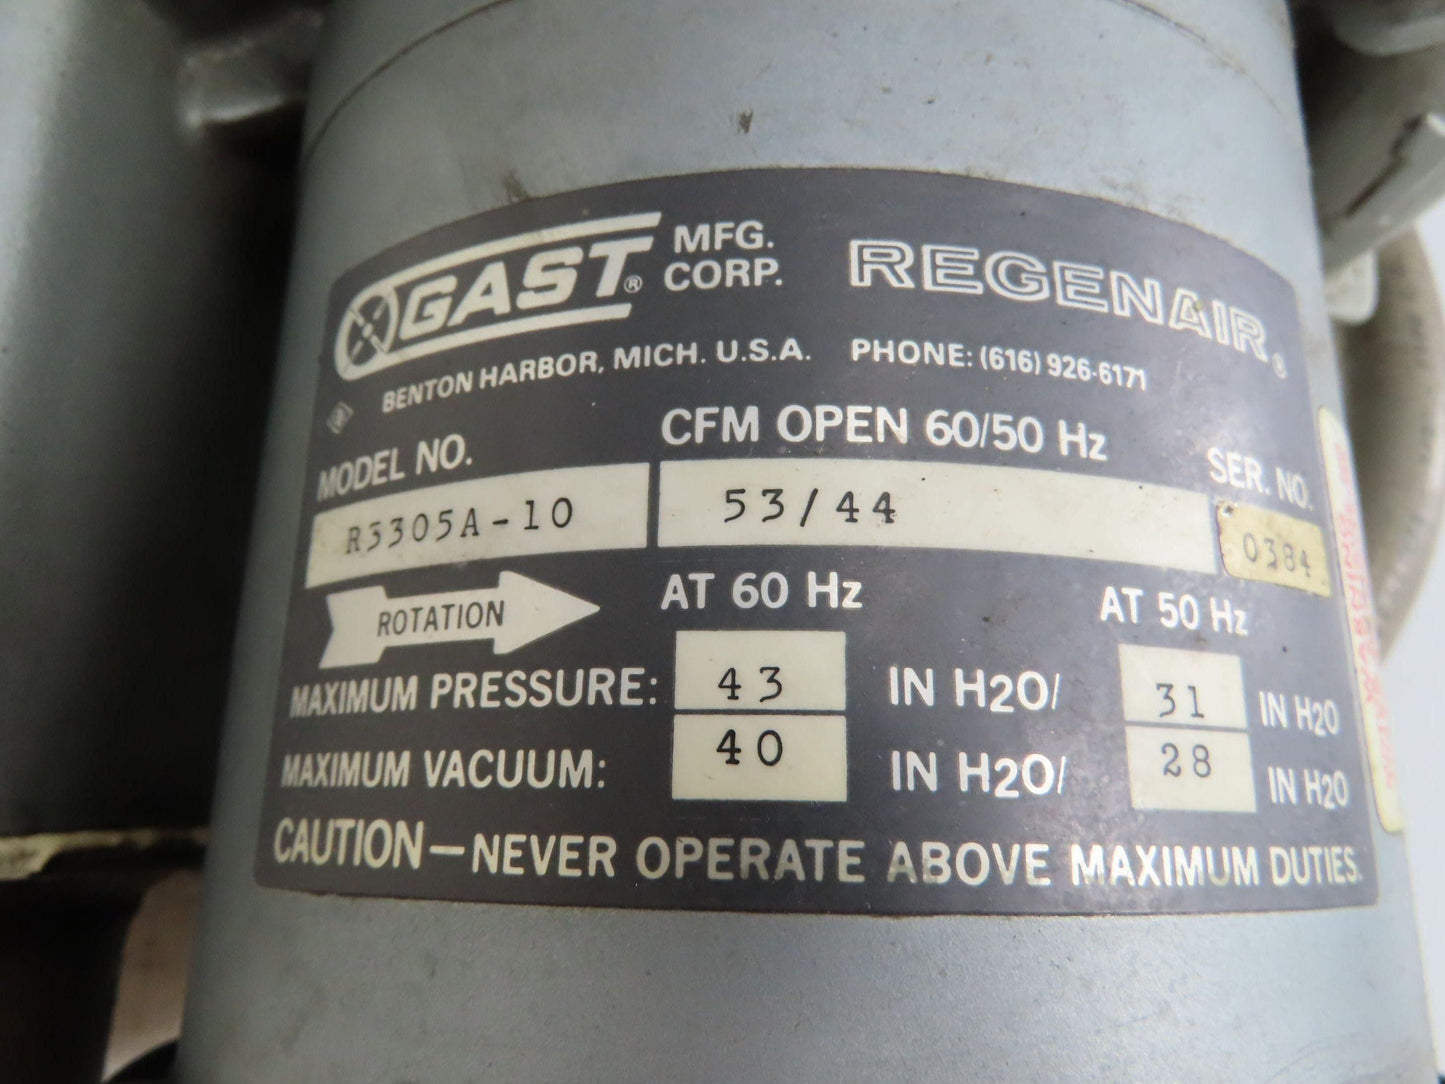 GAST® MFG. CORP. REGENAIR®
BENTON HARBOR, MICH. U.S.A. PHONE: (616) 926-6171
MODEL NO. CFM OPEN 60/50 Hz SER. NO.
R3305A-10 53/44 0384
ROTATION AT 60 Hz AT 50 Hz
MAXIMUM PRESSURE: 43 IN H2O/ 31 IN H2O
MAXIMUM VACUUM: 40 IN H2O/ 28 IN H2O
CAUTION—NEVER OPERATE ABOVE MAXIMUM DUTIES.